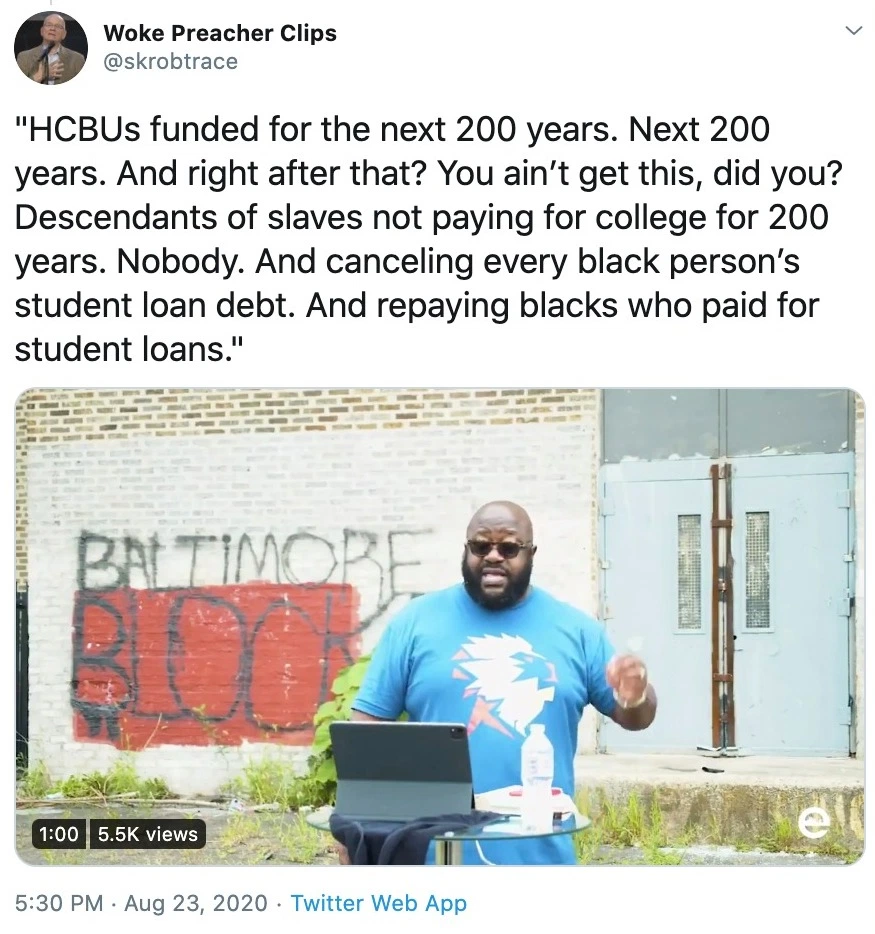 Woke Preacher Clips
@skrobtrace
"HCBUs funded for the next 200 years. Next 200
years. And right after that? You ain’t get this, did you?
Descendants of slaves not paying for college for 200
years. Nobody. And canceling every black person’s
student loan debt. And repaying blacks who paid for
student loans."
BALTIMORE
BLOCK
e
1:00 5.5K views
5:30 PM · Aug 23, 2020 · Twitter Web App